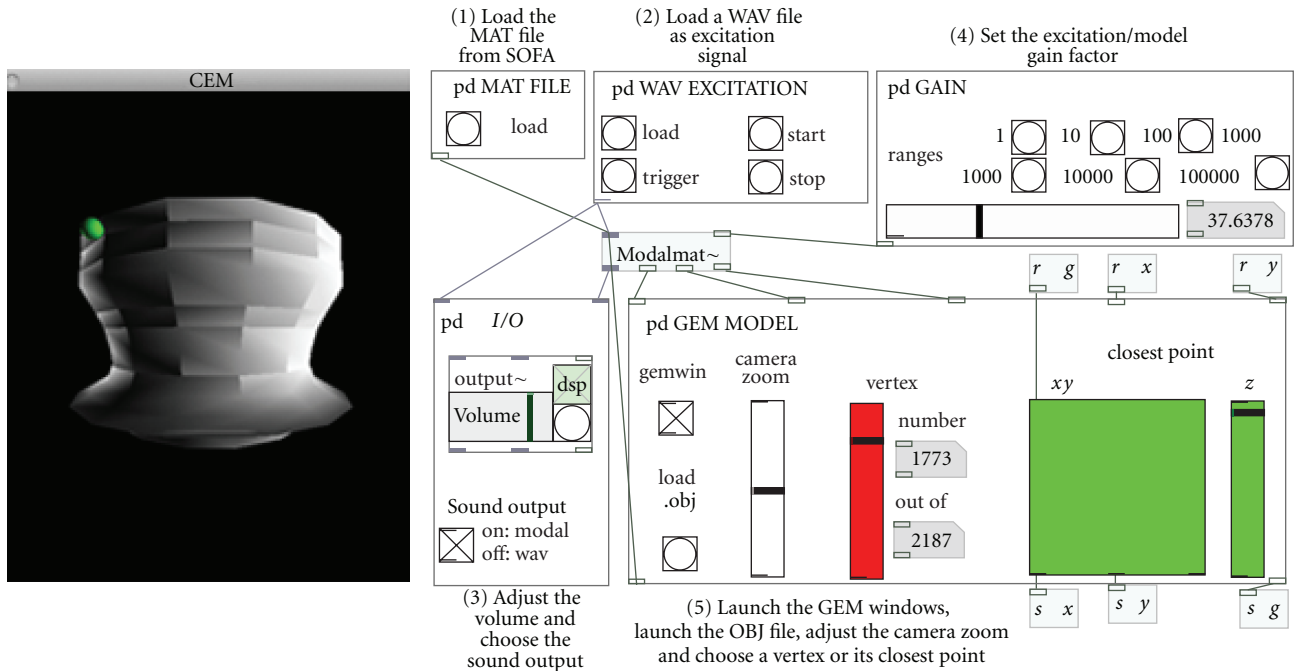 CEM
(1) Load the
MAT file
from SOFA
pd MAT FILE
load
(2) Load a WAV file
as excitation
signal
pd WAV EXCITATION
load
start
trigger
stop
(4) Set the excitation/model
gain factor
pd GAIN
ranges
1
10
100
1000
1000
10000
100000
37.6378
Modalmat~
r g
r x
r y
pd I/O
output~
dsp
Volume
Sound output
on: modal
off: wav
(3) Adjust the
volume and
choose the
sound output
pd GEM MODEL
gemwin
camera
zoom
load
.obj
vertex
number
1773
out of
2187
closest point
xy
z
s x
s y
s g
(5) Launch the GEM windows,
launch the OBJ file, adjust the camera zoom
and choose a vertex or its closest point